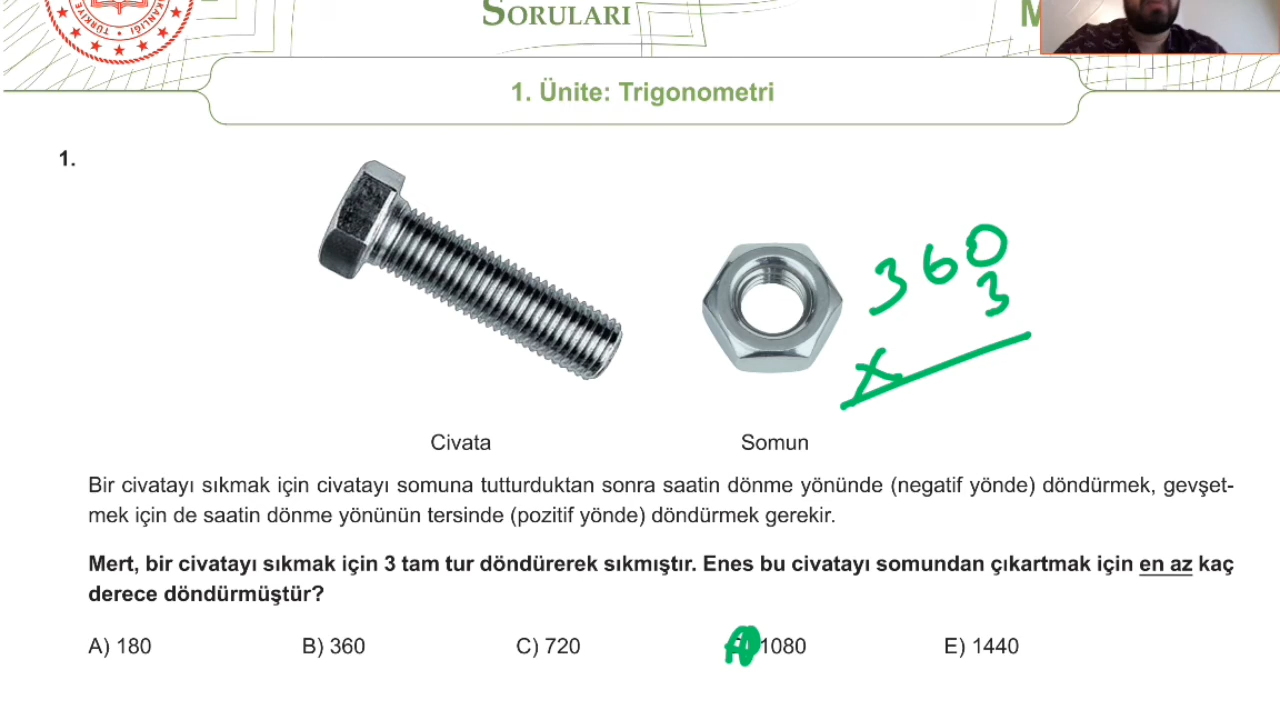 SORULARI
M
TÜRKİYE
1. Ünite: Trigonometri
1.
360
3
x
Civata
Somun
Bir civatayı sıkmak için civatayı somuna tutturduktan sonra saatin dönme yönünde (negatif yönde) döndürmek, gevşet-
mek için de saatin dönme yönünün tersinde (pozitif yönde) döndürmek gerekir.
Mert, bir civatayı sıkmak için 3 tam tur döndürerek sıkmıştır. Enes bu civatayı somundan çıkartmak için en az kaç
derece döndürmüştür?
A) 180
B) 360
C) 720
1080
E) 1440